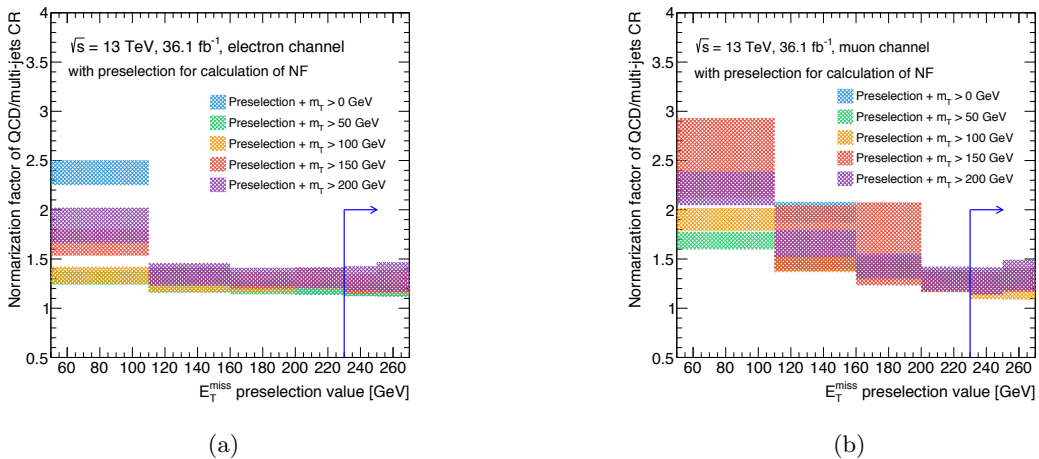 Normarization factor of QCD/multi-jets CR
4
3.5
3
2.5
2
1.5
1
0.5
√s = 13 TeV, 36.1 fb⁻¹, electron channel
with preselection for calculation of NF
Preselection + m_T > 0 GeV
Preselection + m_T > 50 GeV
Preselection + m_T > 100 GeV
Preselection + m_T > 150 GeV
Preselection + m_T > 200 GeV
60 80 100 120 140 160 180 200 220 240 260
E_T^miss preselection value [GeV]
(a)
Normarization factor of QCD/multi-jets CR
4
3.5
3
2.5
2
1.5
1
0.5
√s = 13 TeV, 36.1 fb⁻¹, muon channel
with preselection for calculation of NF
Preselection + m_T > 0 GeV
Preselection + m_T > 50 GeV
Preselection + m_T > 100 GeV
Preselection + m_T > 150 GeV
Preselection + m_T > 200 GeV
60 80 100 120 140 160 180 200 220 240 260
E_T^miss preselection value [GeV]
(b)